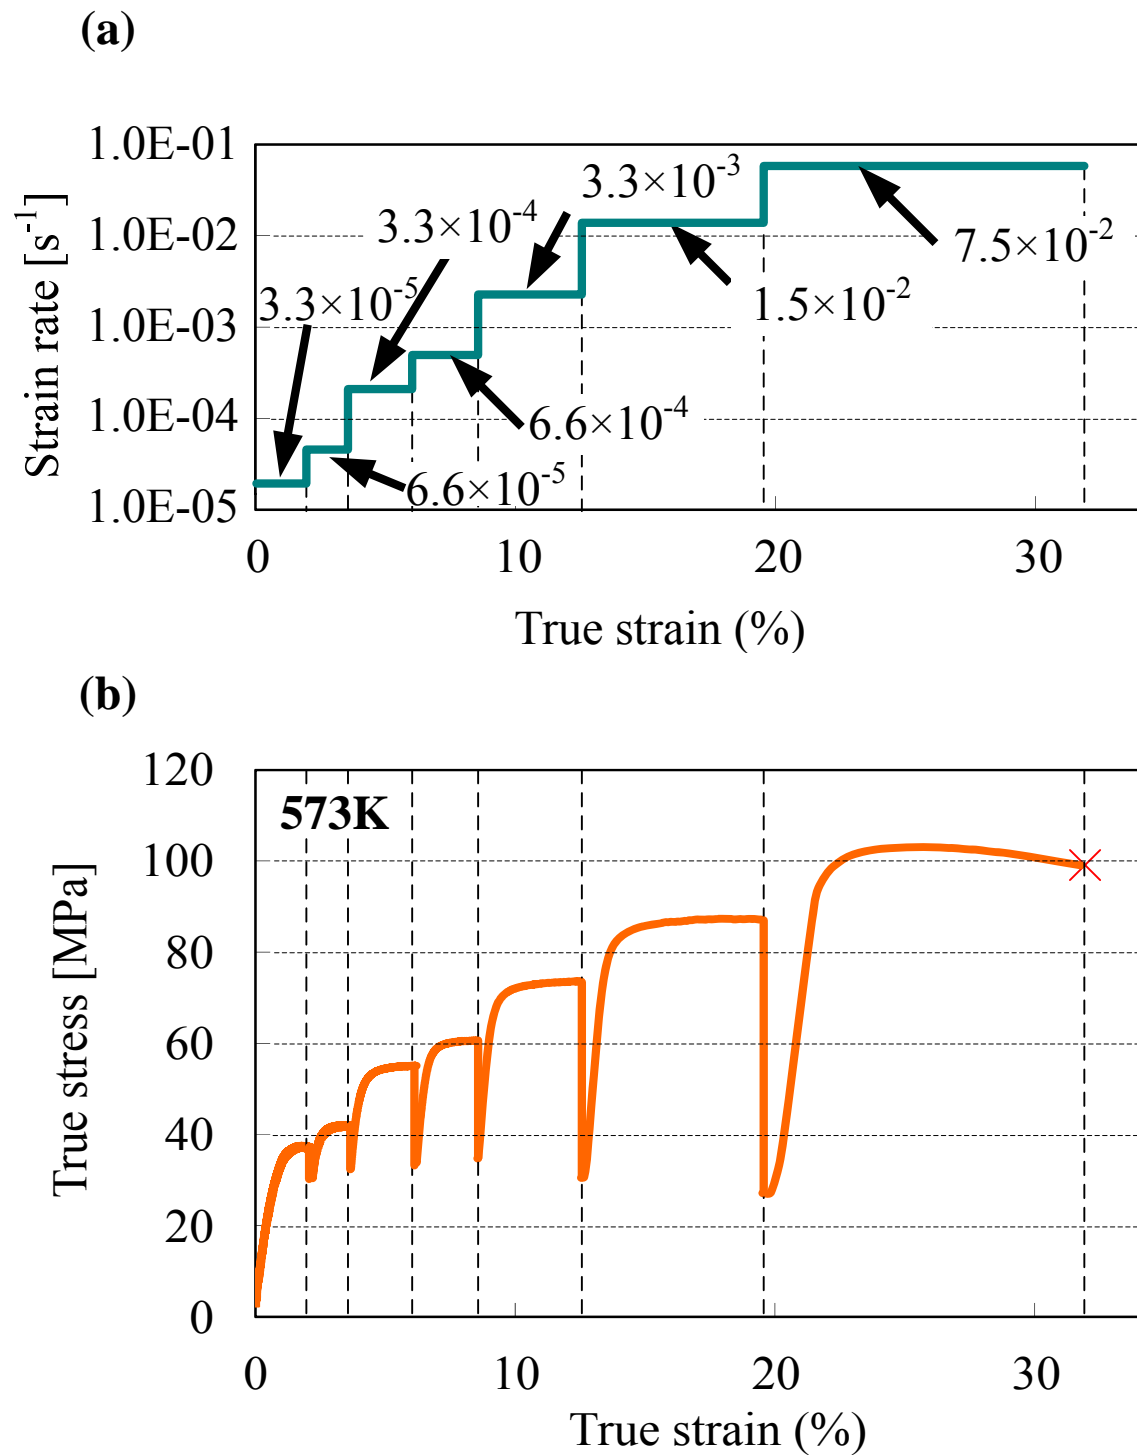 (a)
1.0E-01
1.0E-02
1.0E-03
1.0E-04
1.0E-05
Strain rate [s⁻¹]
3.3×10⁻⁵
6.6×10⁻⁵
3.3×10⁻⁴
6.6×10⁻⁴
3.3×10⁻³
1.5×10⁻²
7.5×10⁻²
0 10 20 30
True strain (%)
(b)
120
100
80
60
40
20
0
True stress [MPa]
573K
0 10 20 30
True strain (%)